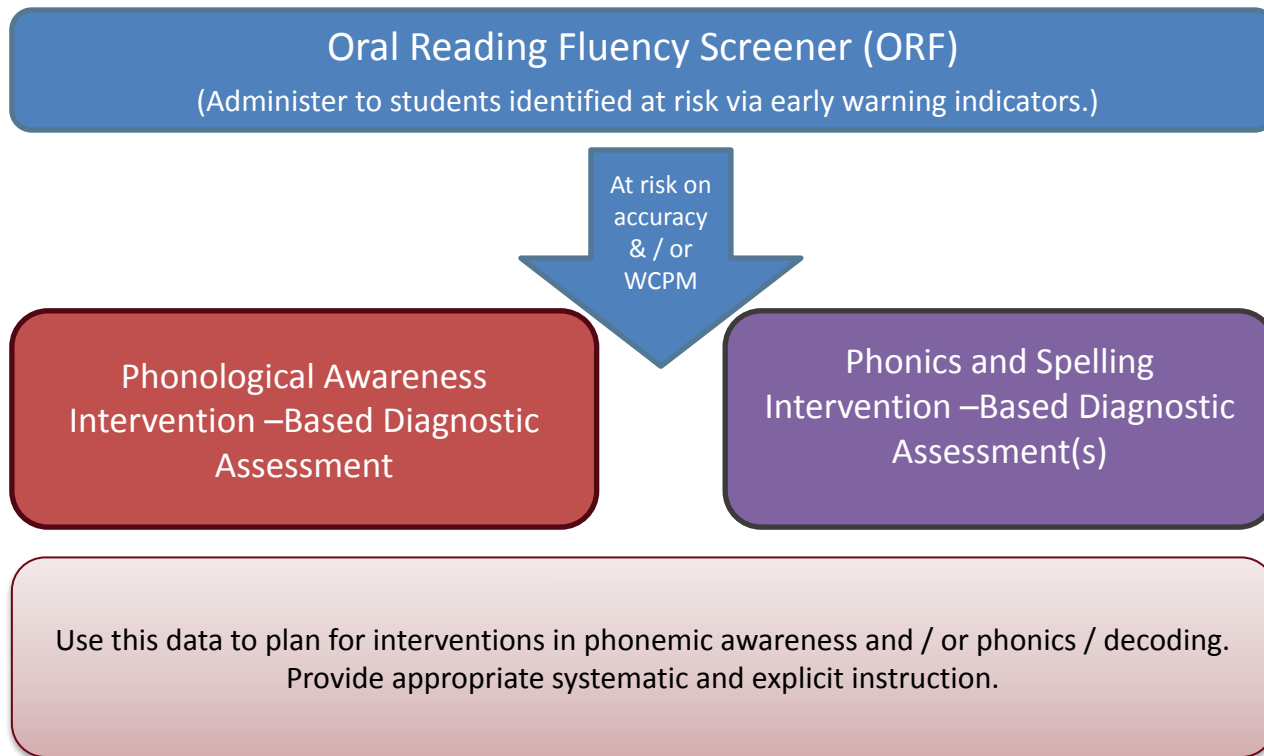 Oral Reading Fluency Screener (ORF)
(Administer to students identified at risk via early warning indicators.)
At risk on
accuracy
& / or
WCPM
Phonological Awareness
Intervention –Based Diagnostic
Assessment
Phonics and Spelling
Intervention –Based Diagnostic
Assessment(s)
Use this data to plan for interventions in phonemic awareness and / or phonics / decoding.
Provide appropriate systematic and explicit instruction.